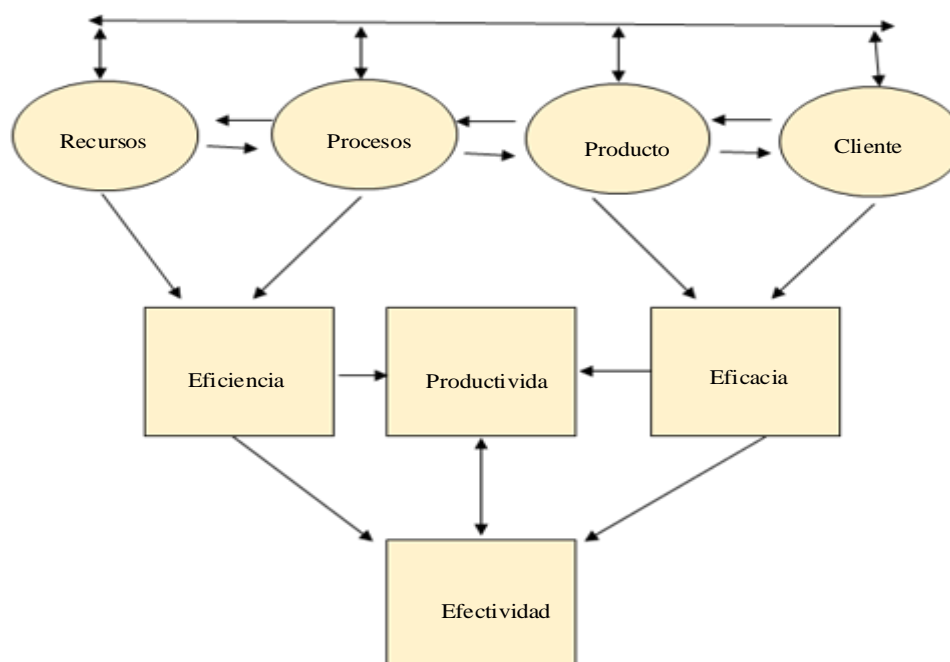 Recursos
Procesos
Producto
Cliente
Eficiencia
Productivida
Eficacia
Efectividad